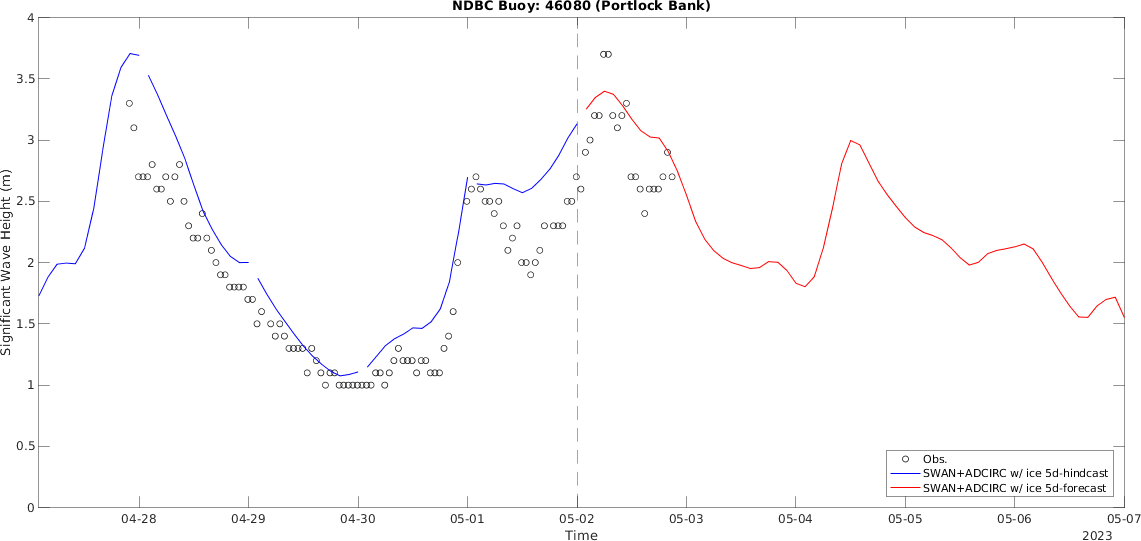 NDBC Buoy: 46080 (Portlock Bank)
4
3.5
3
2.5
2
1.5
1
0.5
0
Significant Wave Height (m)
Obs.
SWAN+ADCIRC w/ ice 5d-hindcast
SWAN+ADCIRC w/ ice 5d-forecast
04-28 04-29 04-30 05-01 05-02 05-03 05-04 05-05 05-06 05-07
Time
2023